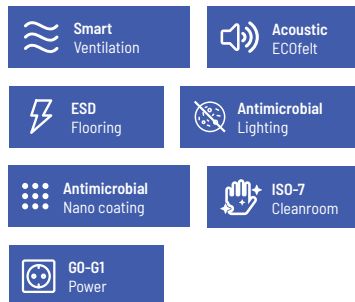 Smart
Ventilation
Acoustic
ECOfelt
ESD
Flooring
Antimicrobial
Lighting
Antimicrobial
Nano coating
ISO-7
Cleanroom
G0-G1
Power